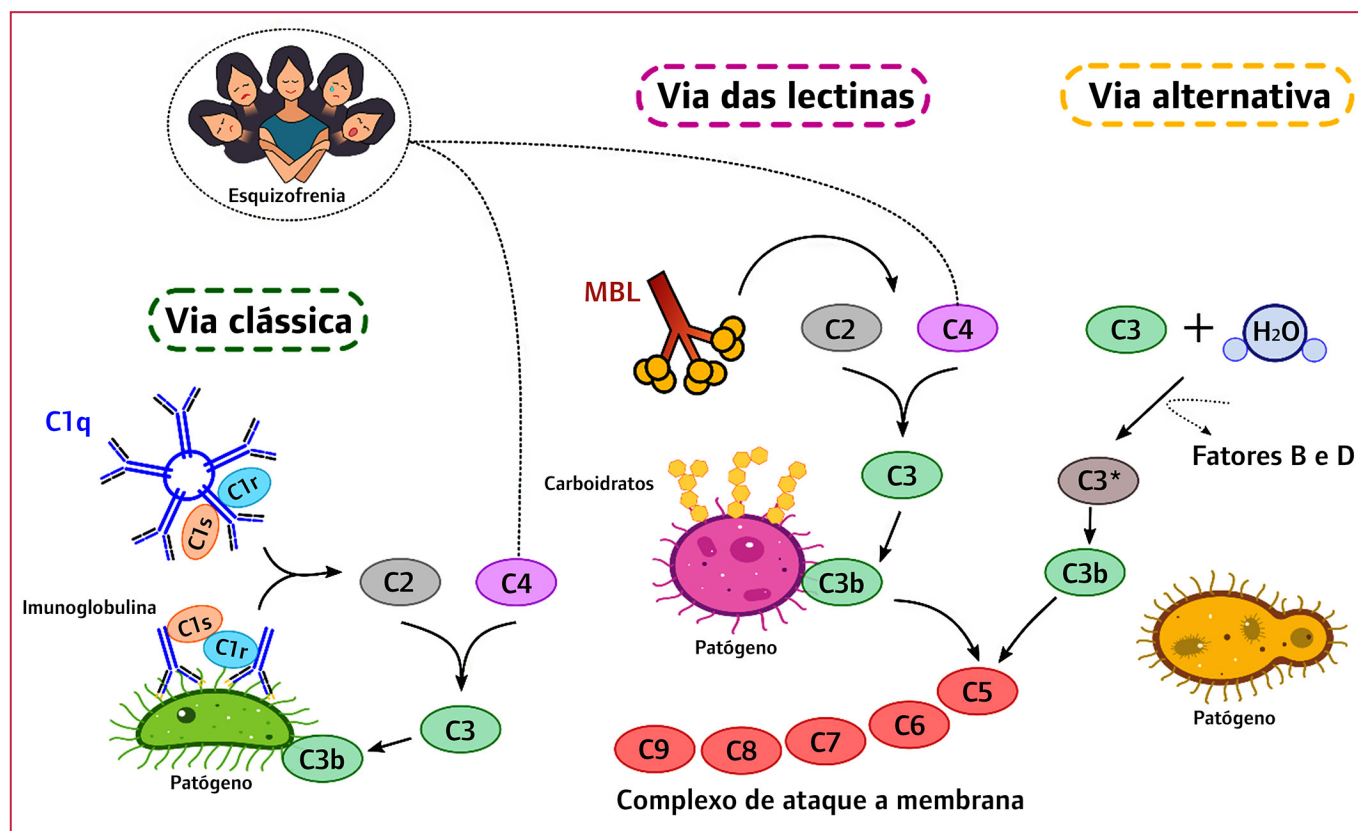 Esquizofrenia
Via das lectinas
Via alternativa
Via clássica
C1q
C1r
C1s
Imunoglobulina
C1s
C1r
Patógeno
C2
C4
C3
C3b
MBL
C2
C4
Carboidratos
C3
C3b
Patógeno
C3
+
H₂O
Fatores B e D
C3*
C3b
Patógeno
C5
C6
C7
C8
C9
Complexo de ataque a membrana